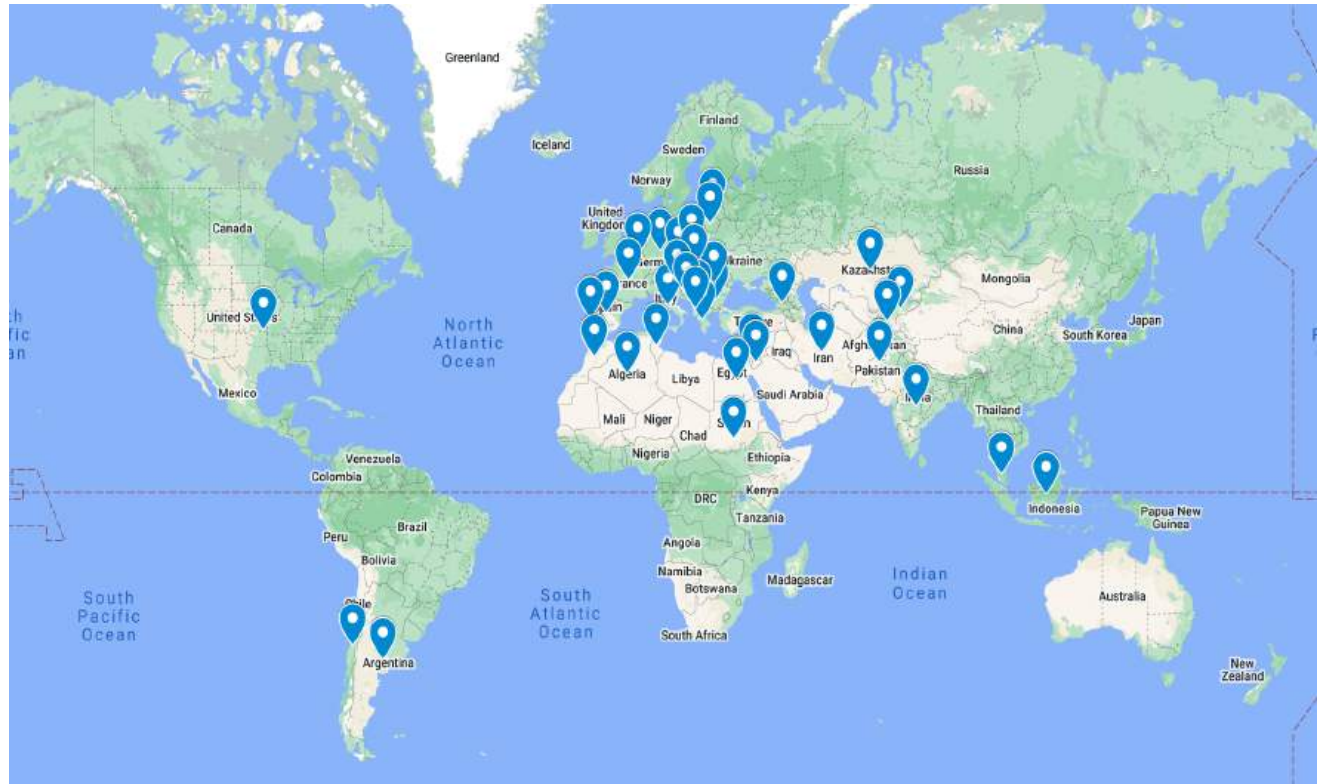 Greenland
Iceland
Finland
Sweden
Norway
Russia
United
Kingdom
Canada
Ukraine
Kazakhstan
Mongolia
United States
North
Atlantic
Ocean
China
South Korea
Japan
Iraq
Iran
Afghanistan
Pakistan
Algeria
Libya
Egypt
Saudi Arabia
Mexico
Mali
Niger
Chad
Thailand
Nigeria
Ethiopia
Venezuela
Colombia
DRC
Kenya
Tanzania
Indonesia
Papua New
Guinea
Peru
Brazil
Bolivia
Angola
Namibia
Botswana
Madagascar
Indian
Ocean
Australia
South
Pacific
Ocean
Chile
South
Atlantic
Ocean
South Africa
Argentina
New
Zealand